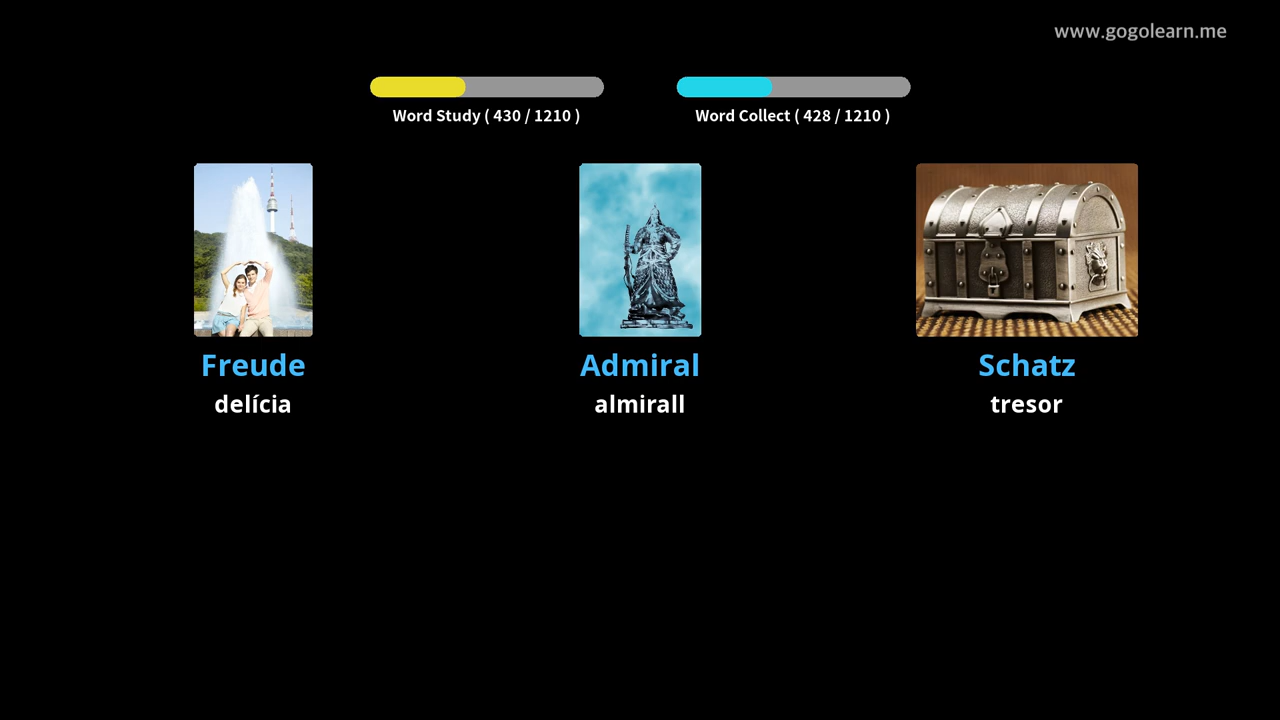 www.gogolearn.me
Word Study ( 430 / 1210 )
Word Collect ( 428 / 1210 )
Freude
delícia
Admiral
almirall
Schatz
tresor